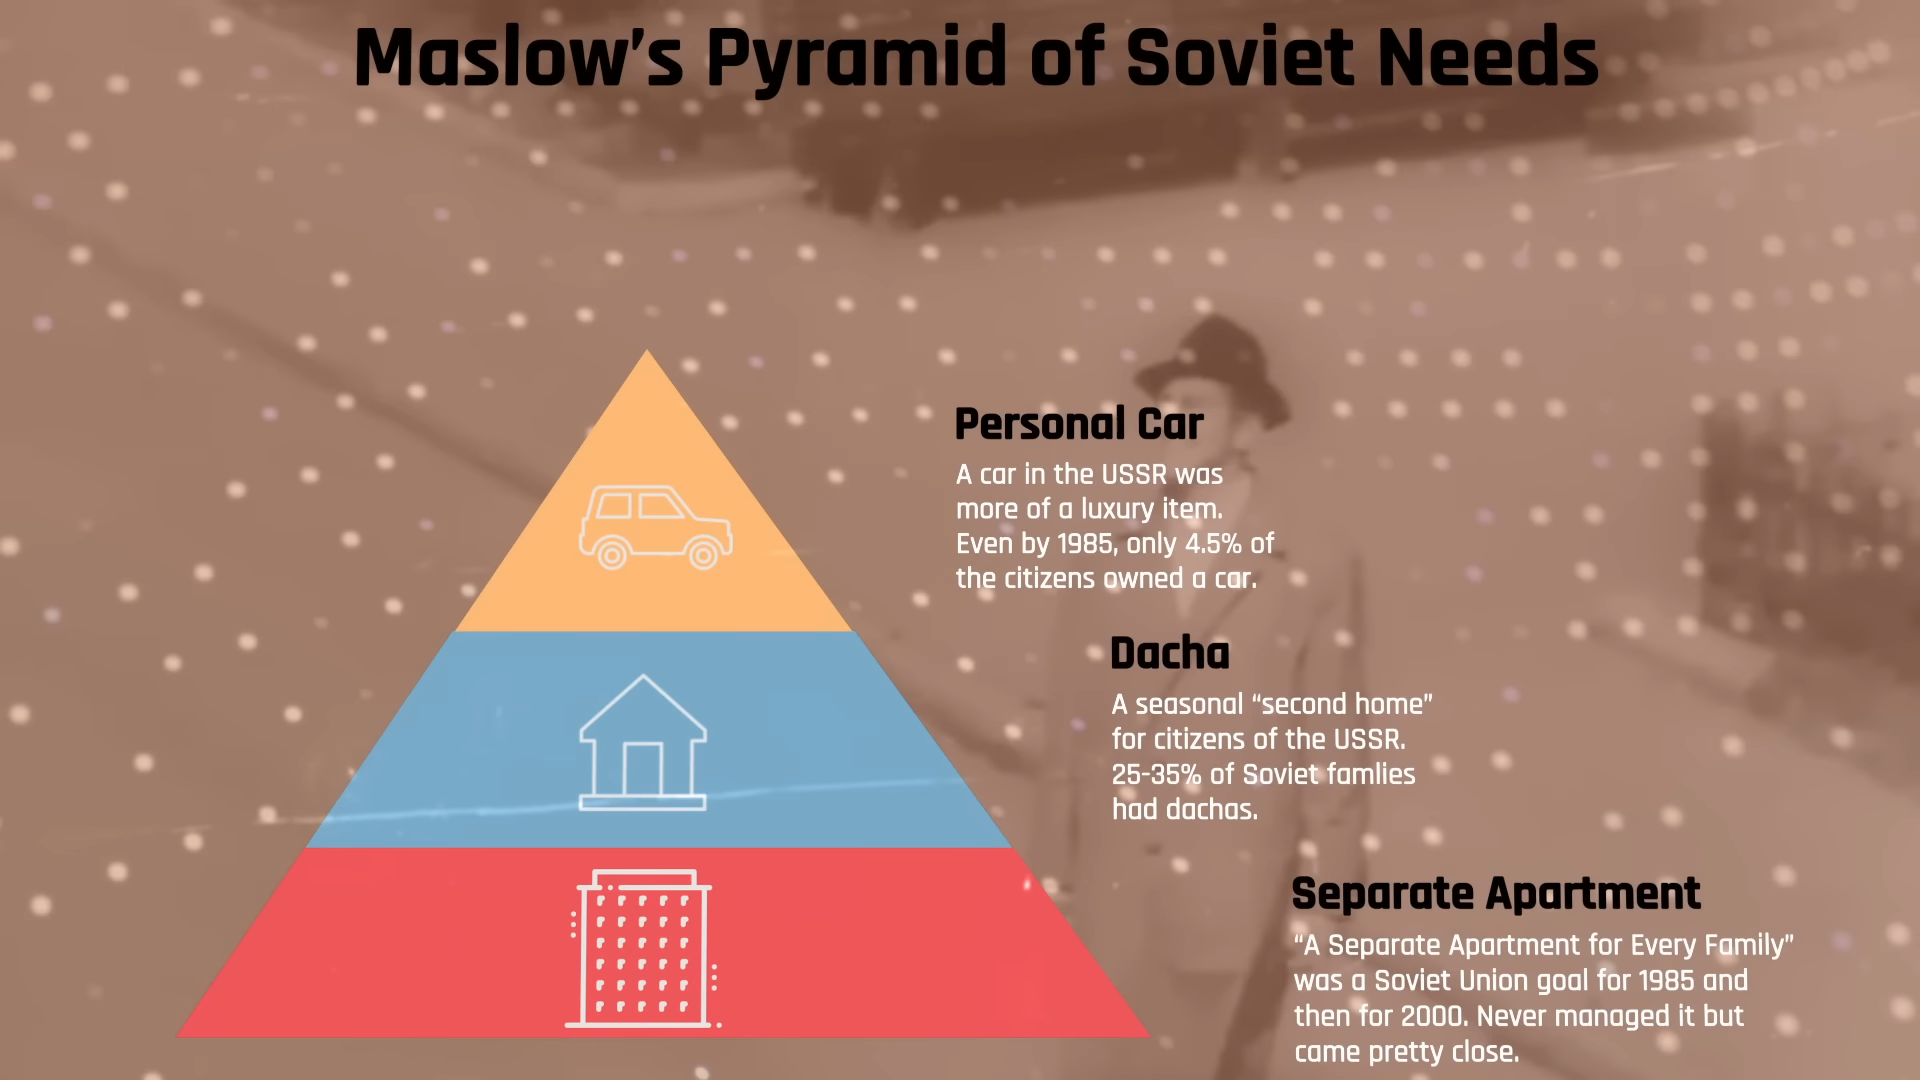 Maslow's Pyramid of Soviet Needs
Personal Car
A car in the USSR was
more of a luxury item.
Even by 1985, only 4.5% of
the citizens owned a car.
Dacha
A seasonal “second home”
for citizens of the USSR.
25-35% of Soviet famlies
had dachas.
Separate Apartment
“A Separate Apartment for Every Family”
was a Soviet Union goal for 1985 and
then for 2000. Never managed it but
came pretty close.